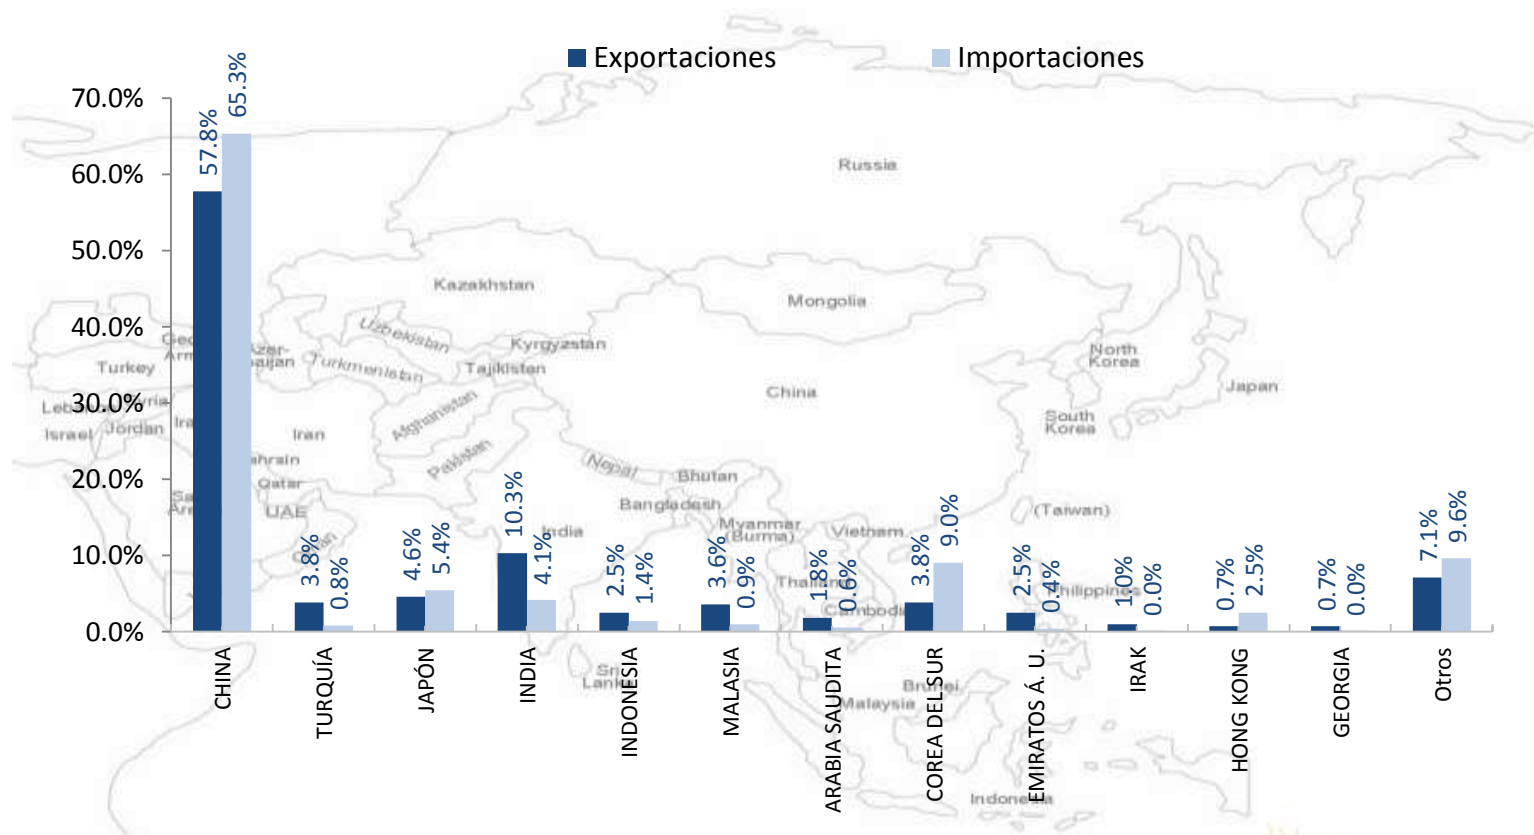 Exportaciones
Importaciones
70.0%
60.0%
50.0%
40.0%
30.0%
20.0%
10.0%
0.0%
57.8%
65.3%
3.8%
0.8%
4.6%
5.4%
10.3%
4.1%
2.5%
1.4%
3.6%
0.9%
1.8%
0.6%
3.8%
9.0%
2.5%
0.4%
1.0%
0.0%
0.7%
2.5%
0.7%
0.0%
7.1%
9.6%
CHINA
TURQUÍA
JAPÓN
INDIA
INDONESIA
MALASIA
ARABIA SAUDITA
COREA DEL SUR
EMIRATOS Á. U.
IRAK
HONG KONG
GEORGIA
Otros
Russia
Kazakhstan
Mongolia
Uzbekistan
Kyrgyzstan
Turkmenistan
Tajikistan
Turkey
China
North
Korea
Japan
South
Korea
Israel
Jordan
Iran
Afghanistan
Pakistan
Qatar
UAE
Nepal
Bhutan
Bangladesh
India
Myanmar
(Burma)
Vietnam
(Taiwan)
Thailand
Cambodia
Philippines
Sri
Lanka
Brunei
Malaysia
Indonesia